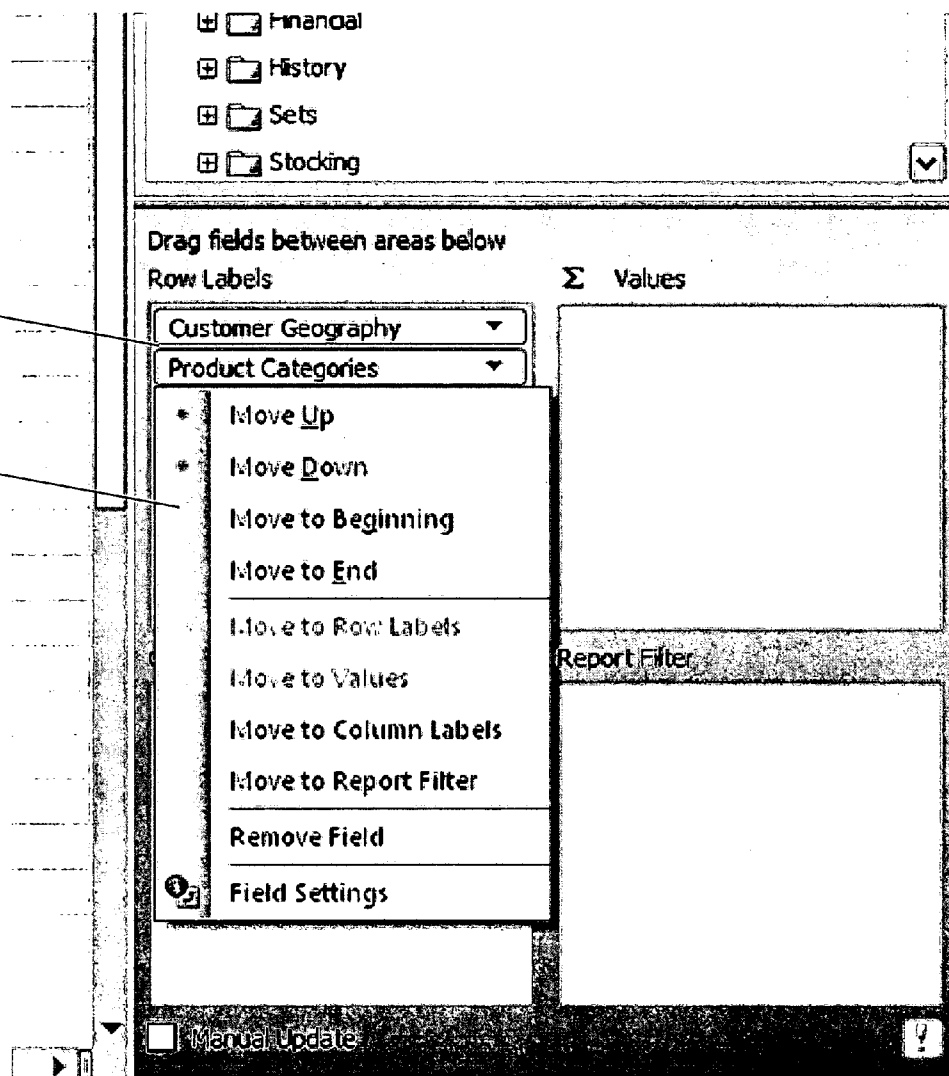 Financial
History
Sets
Stocking
Drag fields between areas below
Row Labels
Σ Values
Customer Geography
Product Categories
Move Up
Move Down
Move to Beginning
Move to End
Move to Row Labels
Move to Values
Report Filter
Move to Column Labels
Move to Report Filter
Remove Field
Field Settings
Manual Update